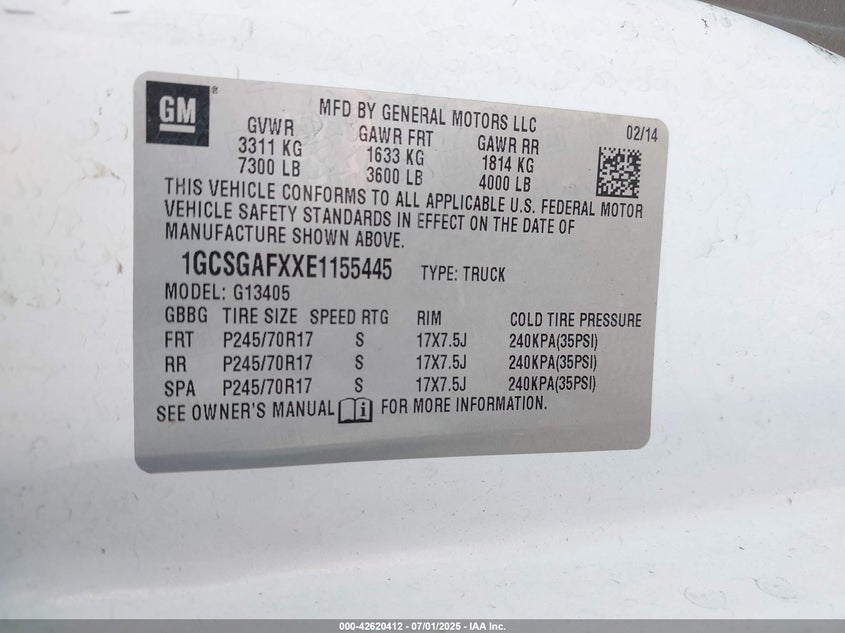 GM ®
MFD BY GENERAL MOTORS LLC
02/14
GVWR GAWR FRT GAWR RR
3311 KG 1633 KG 1814 KG
7300 LB 3600 LB 4000 LB
THIS VEHICLE CONFORMS TO ALL APPLICABLE U.S. FEDERAL MOTOR
VEHICLE SAFETY STANDARDS IN EFFECT ON THE DATE OF
MANUFACTURE SHOWN ABOVE.
1GCSGAFXXE1155445 TYPE: TRUCK
MODEL: G13405
GBBG TIRE SIZE SPEED RTG RIM COLD TIRE PRESSURE
FRT P245/70R17 S 17X7.5J 240KPA(35PSI)
RR P245/70R17 S 17X7.5J 240KPA(35PSI)
SPA P245/70R17 S 17X7.5J 240KPA(35PSI)
SEE OWNER'S MANUAL i FOR MORE INFORMATION.
000-42620412 - 07/01/2025 - IAA Inc.